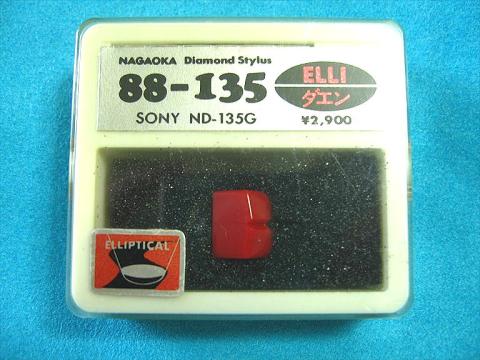 NAGAOKA Diamond Stylus
88-135
SONY ND-135G
ELLI
ダエン
¥2,900
ELLIPTICAL